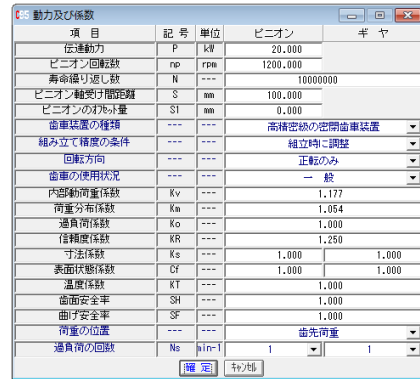 動力及び係数
項 目 記 号 単位 ピニオン ギ ヤ
伝達動力 P kW 20.000
ピニオン回転数 np rpm 1200.000
寿命繰り返し数 N --- 10000000
ピニオン軸受け間距離 S mm 100.000
ピニオンのオフセット量 S1 mm 0.000
歯車装置の種類 --- --- 高精密級の密閉歯車装置
組み立て精度の条件 --- --- 組立時に調整
回転方向 --- --- 正転のみ
歯車の使用状況 --- --- 一 般
内部動荷重係数 Kv --- 1.177
荷重分布係数 Km --- 1.054
過負荷係数 Ko --- 1.000
信頼度係数 KR --- 1.250
寸法係数 Ks --- 1.000 1.000
表面状態係数 Cf --- 1.000 1.000
温度係数 KT --- 1.000
歯面安全率 SH --- 1.000
曲げ安全率 SF --- 1.000
荷重の位置 --- --- 歯先荷重
過負荷の回数 Ns min-1 1 1
確 定 キャンセル